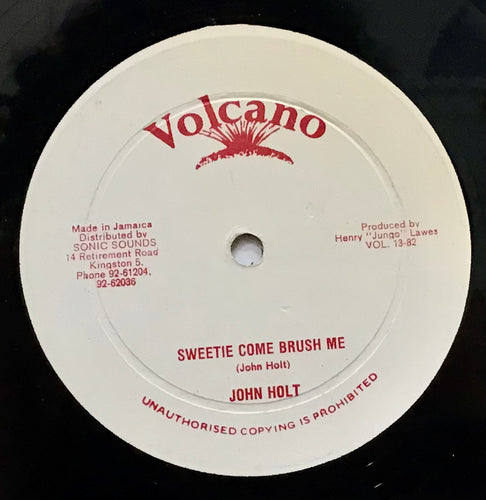 Volcano
Made in Jamaica
Distributed by
SONIC SOUNDS
14 Retirement Road
Kingston 5.
Phone 92-61204,
92-62036
Produced by
Henry "Jungo" Lawes
VOL. 13-82
SWEETIE COME BRUSH ME
(John Holt)
JOHN HOLT
UNAUTHORISED COPYING IS PROHIBITED